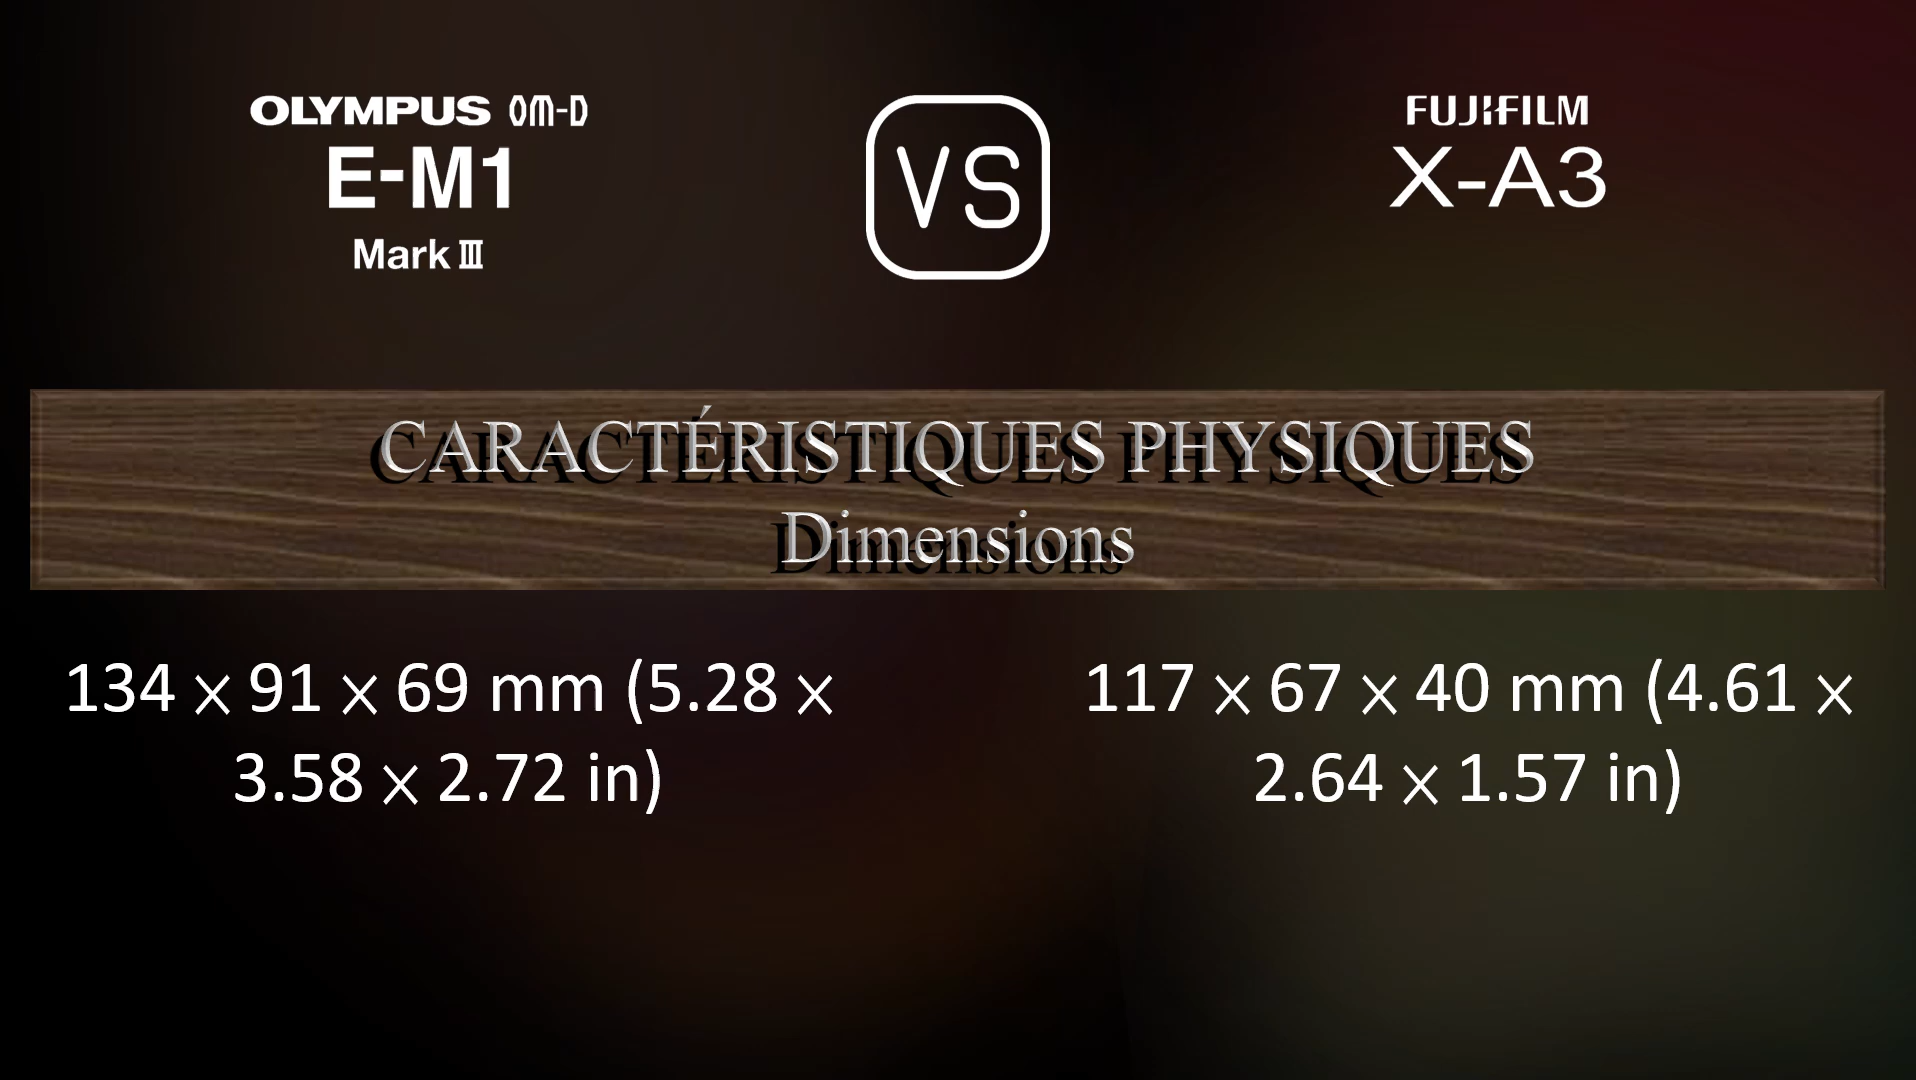 OLYMPUS OM-D
E-M1
Mark III
VS
FUJIFILM
X-A3
CARACTÉRISTIQUES PHYSIQUES
Dimensions
134 x 91 x 69 mm (5.28 x
3.58 x 2.72 in)
117 x 67 x 40 mm (4.61 x
2.64 x 1.57 in)